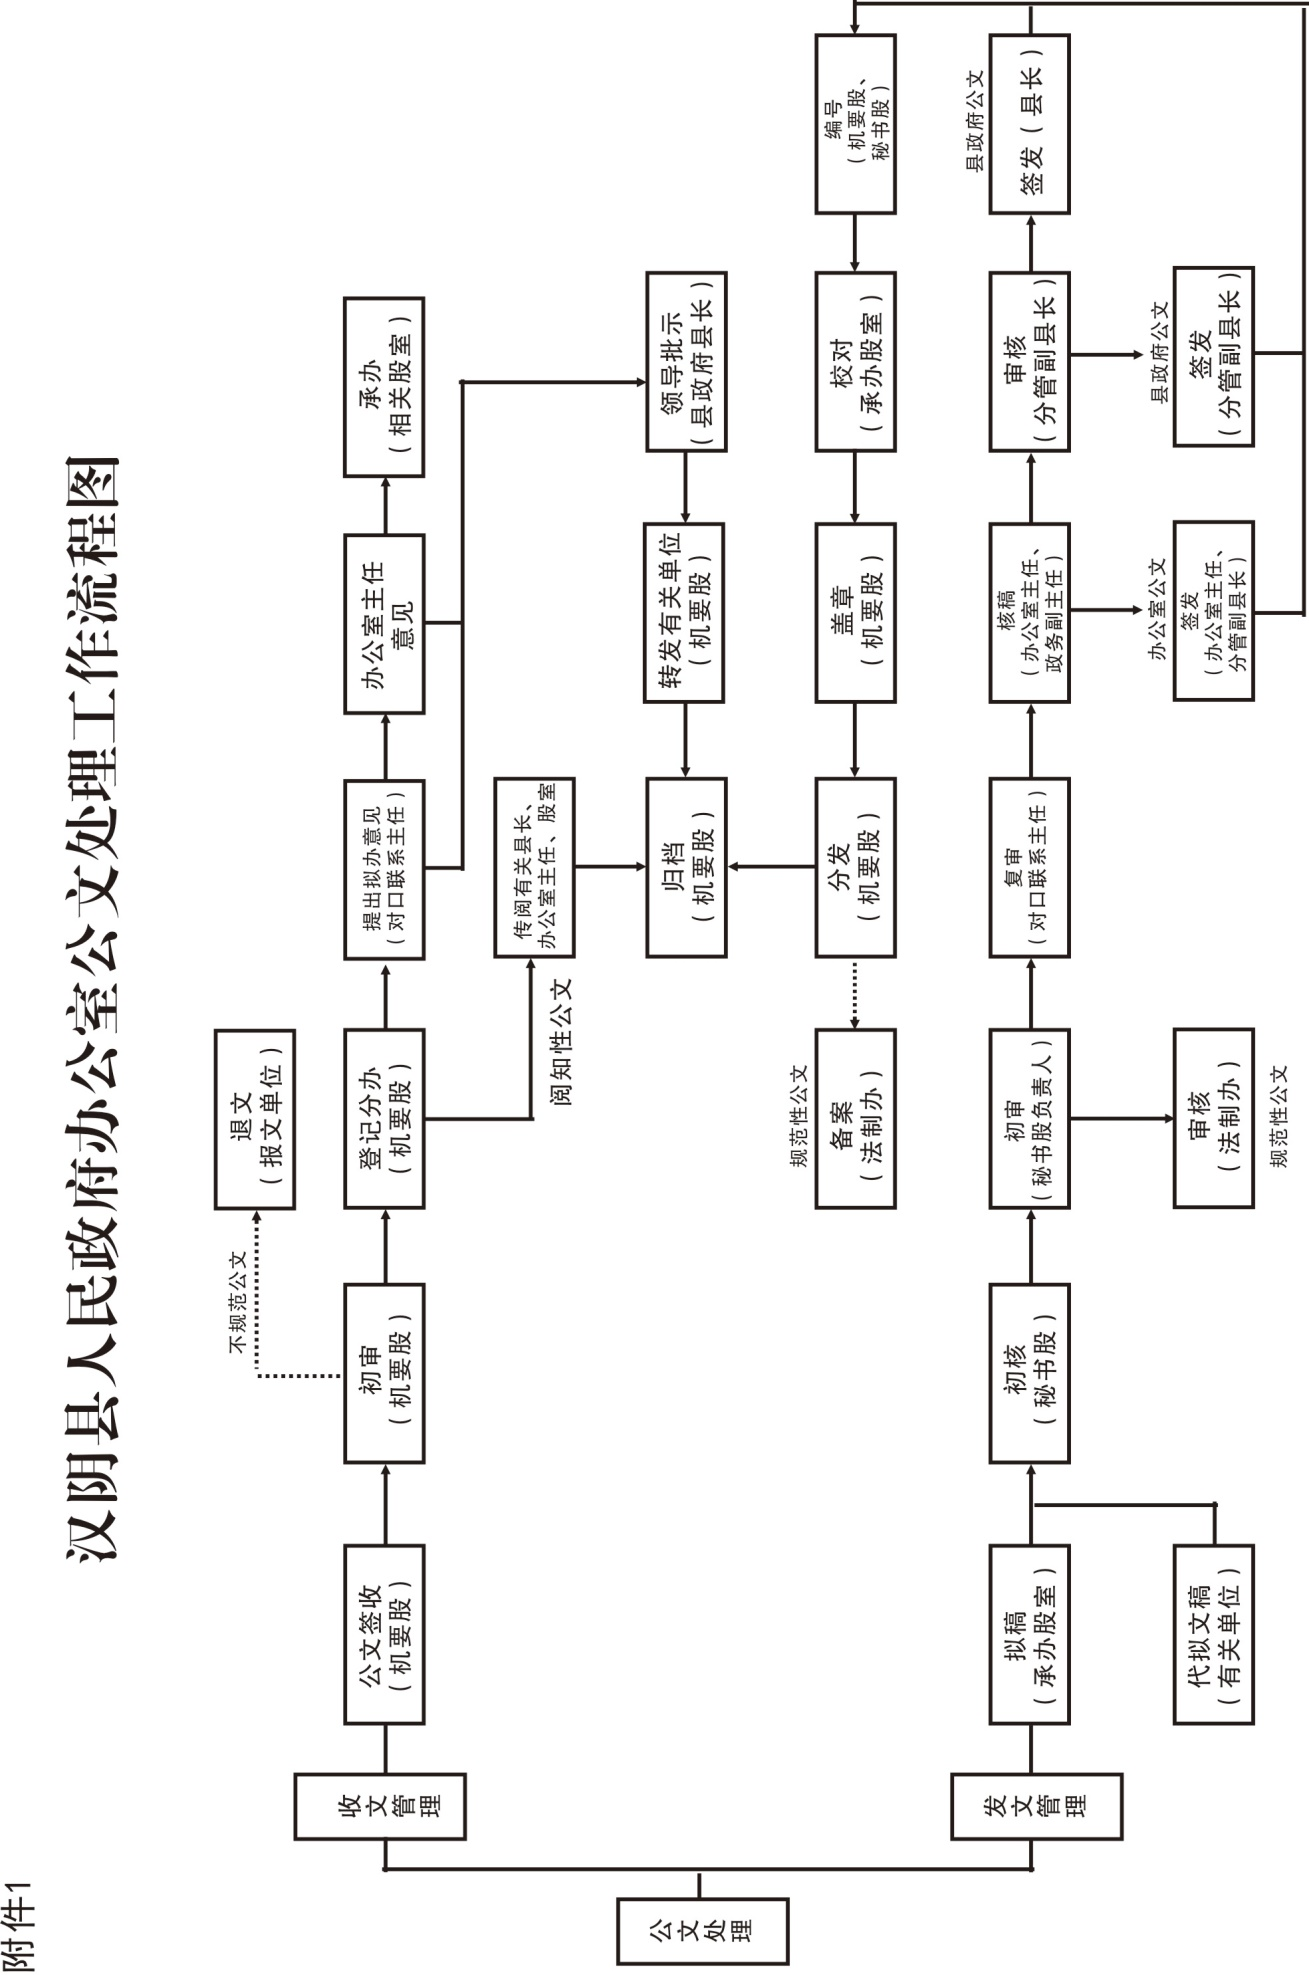 附件1
汉阴县人民政府办公室公文处理工作流程图
公文处理
收文管理
公文签收
（机要股）
初审
（机要股）
不规范公文
退文
（报文单位）
登记分办
（机要股）
阅知性公文
提出拟办意见
（对口联系主任）
办公室主任
意见
承办
（相关股室）
传阅有关县长、
办公室主任、股室
领导批示
（县政府县长）
转发有关单位
（机要股）
归档
（机要股）
编号
（机要股、
秘书股）
校对
（承办股室）
盖章
（机要股）
分发
（机要股）
规范性公文
备案
（法制办）
发文管理
拟稿
（承办股室）
代拟文稿
（有关单位）
初核
（秘书股）
初审
（秘书股负责人）
审核
（法制办）
规范性公文
复审
（对口联系主任）
核稿
（办公室主任、
政务副主任）
办公室公文
签发
（办公室主任、
分管副县长）
审核
（分管副县长）
县政府公文
签发
（分管副县长）
县政府公文
签发（县长）